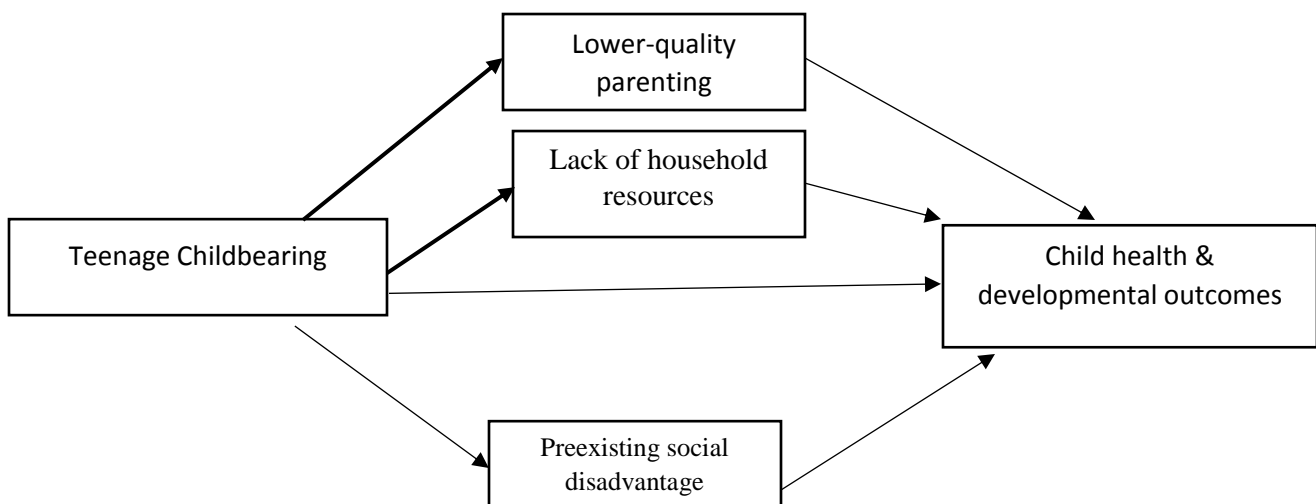 Lower-quality
parenting
Lack of household
resources
Teenage Childbearing
Child health &
developmental outcomes
Preexisting social
disadvantage